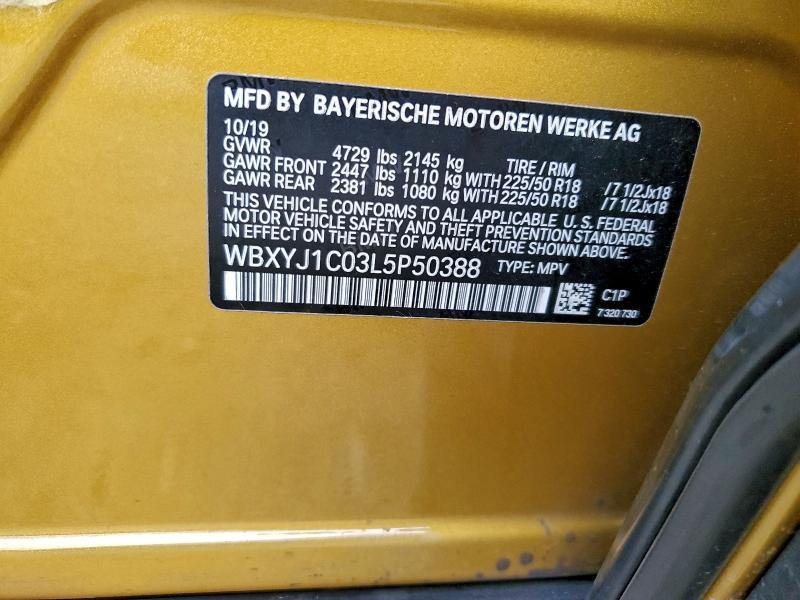 MFD BY BAYERISCHE MOTOREN WERKE AG
10/19
GVWR 4729 lbs 2145 kg TIRE / RIM
GAWR FRONT 2447 lbs 1110 kg WITH 225/50 R18 /7 1/2Jx18
GAWR REAR 2381 lbs 1080 kg WITH 225/50 R18 /7 1/2Jx18
THIS VEHICLE CONFORMS TO ALL APPLICABLE U.S. FEDERAL
MOTOR VEHICLE SAFETY AND THEFT PREVENTION STANDARDS
IN EFFECT ON THE DATE OF MANUFACTURE SHOWN ABOVE.
WBXYJ1C03L5P50388 TYPE: MPV
C1P
7 320 730